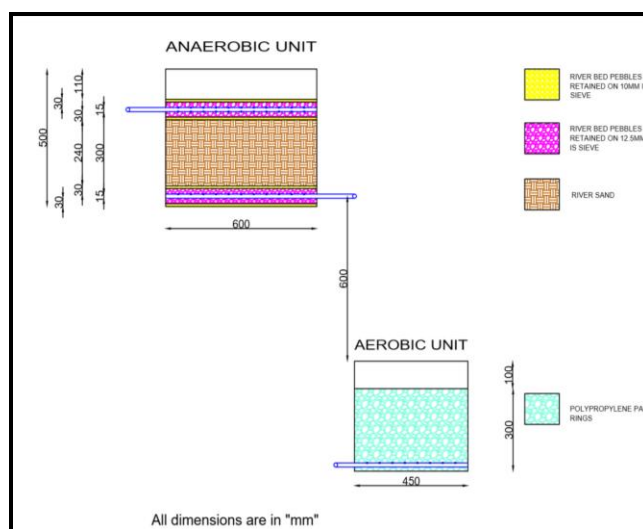 ANAEROBIC UNIT
RIVER BED PEBBLES
RETAINED ON 10MM
SIEVE
RIVER BED PEBBLES
RETAINED ON 12.5MM
IS SIEVE
RIVER SAND
500
110
30
30
15
240
300
30
30
15
600
600
AEROBIC UNIT
100
300
POLYPROPYLENE
RINGS
450
All dimensions are in "mm"